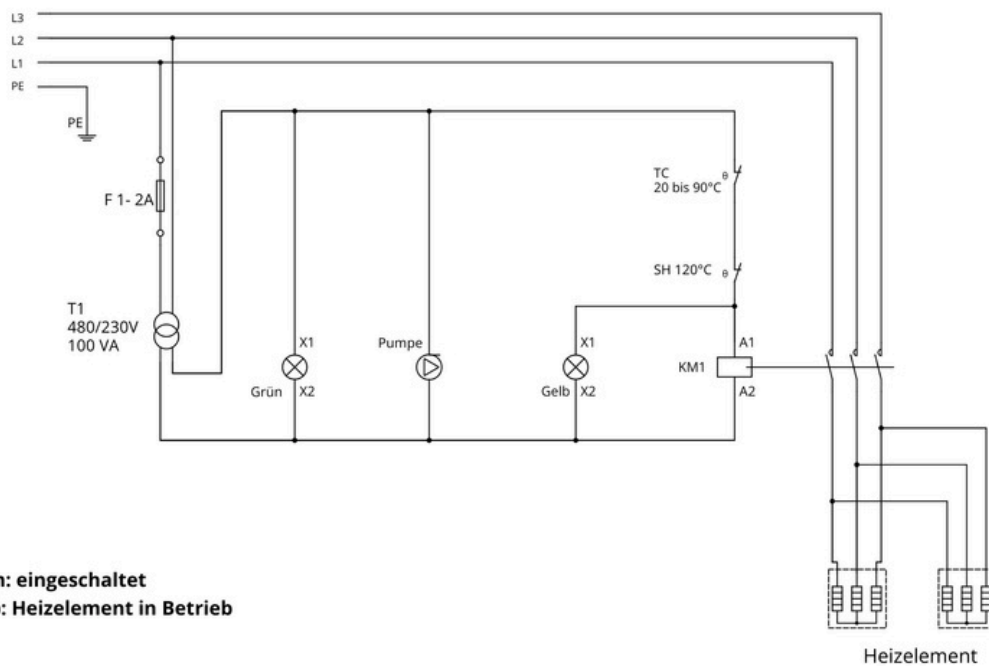 L3
L2
L1
PE
PE
F 1- 2A
TC
20 bis 90°C
θ
SH 120°C
θ
T1
480/230V
100 VA
X1
Grün
X2
Pumpe
X1
Gelb
X2
A1
KM1
A2
: eingeschaltet
: Heizelement in Betrieb
Heizelement